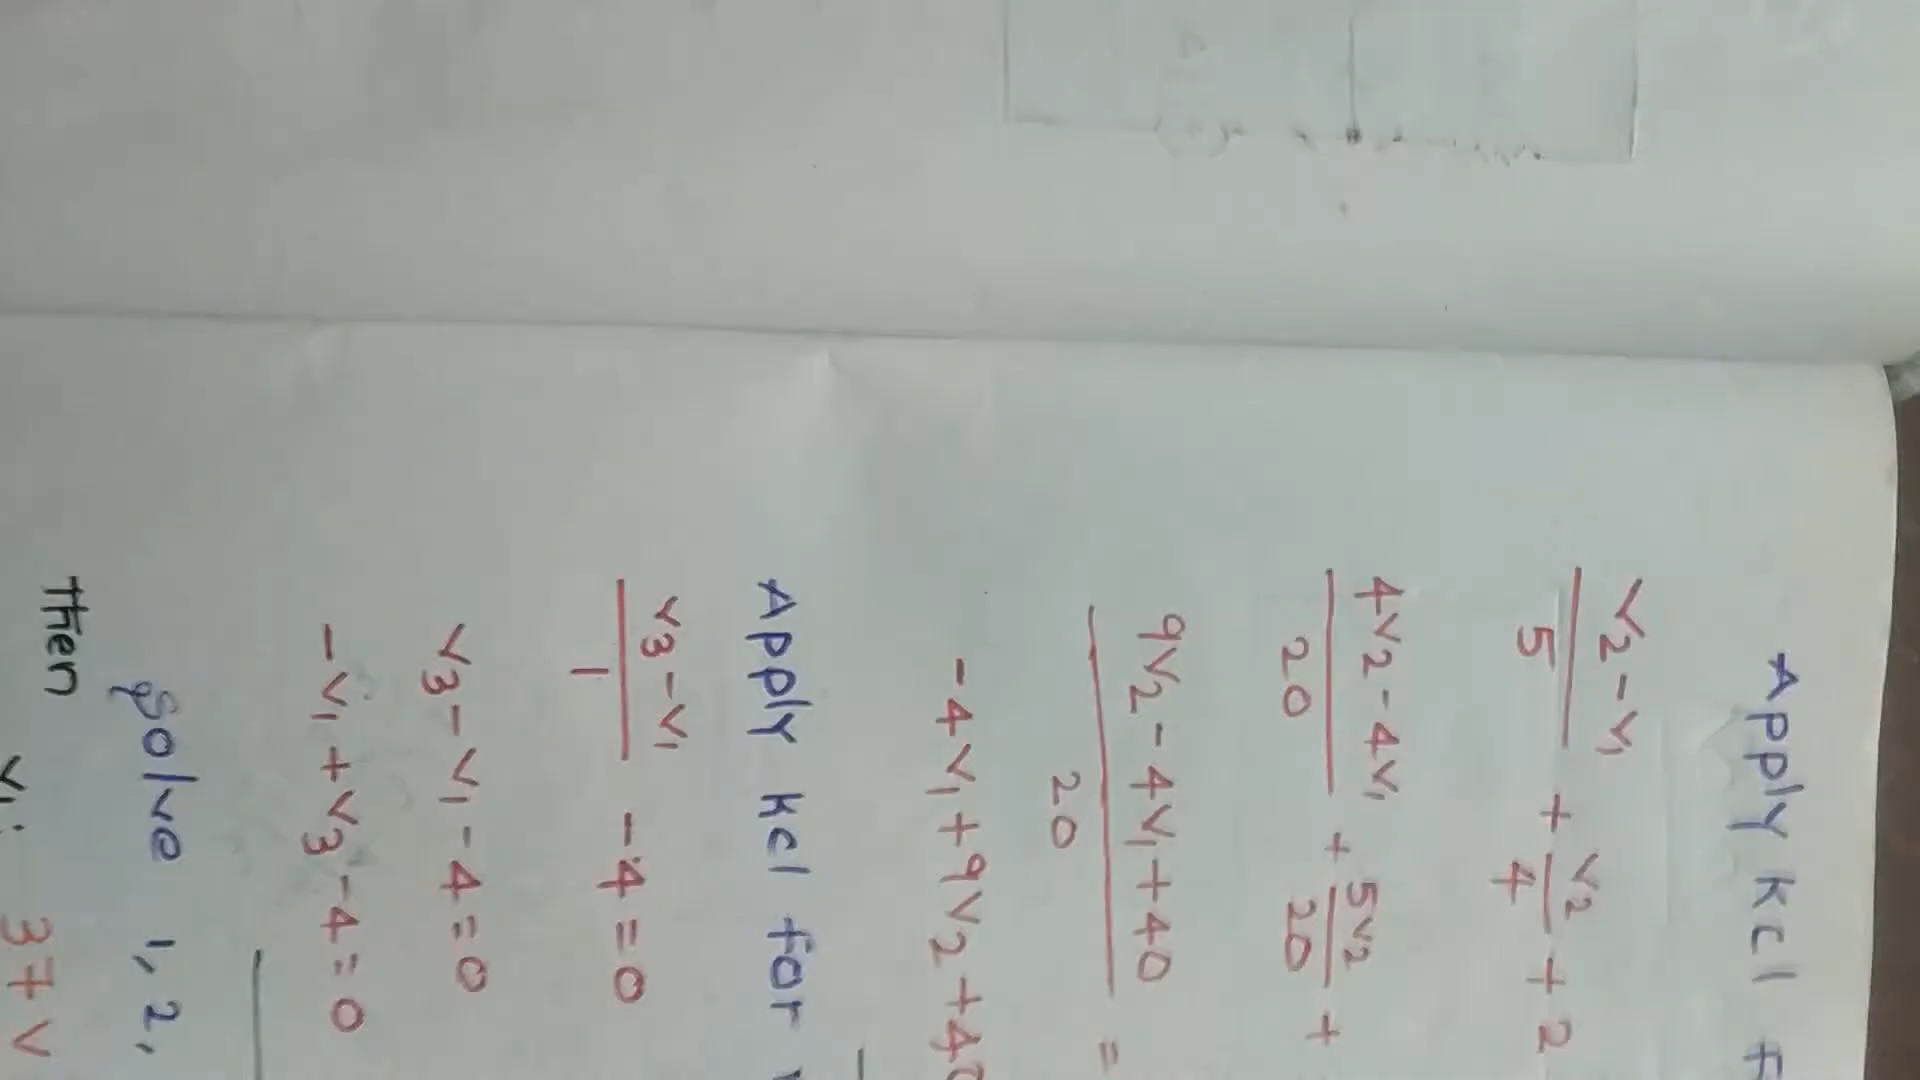 Apply Kcl f
V2-V1/5 + V2/4 + 2
4V2-4V1/20 + 5V2/20 +
9V2-4V1+40/20 =
-4V1+9V2+40
Apply Kcl for
V3-V1/1 -4=0
V3-V1-4=0
-V1+V3-4=0
Solve 1, 2,
Then
V1: 37V